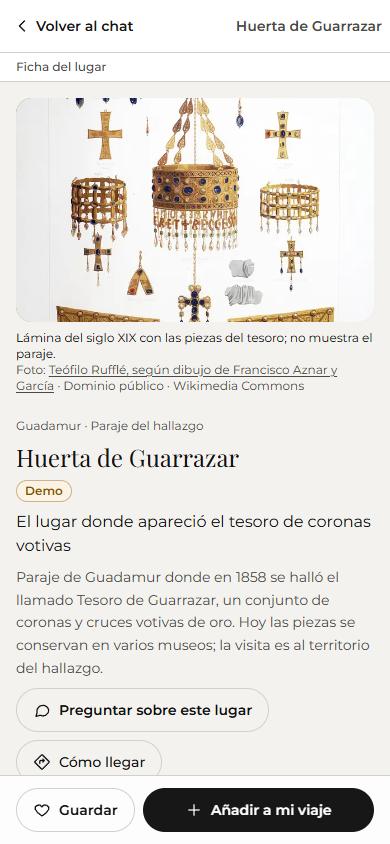 Volver al chat
Huerta de Guarrazar
Ficha del lugar
Lámina del siglo XIX con las piezas del tesoro; no muestra el
paraje.
Foto: Teófilo Rufflé, según dibujo de Francisco Aznar y
García · Dominio público · Wikimedia Commons
Guadamur · Paraje del hallazgo
Huerta de Guarrazar
Demo
El lugar donde apareció el tesoro de coronas
votivas
Paraje de Guadamur donde en 1858 se halló el
llamado Tesoro de Guarrazar, un conjunto de
coronas y cruces votivas de oro. Hoy las piezas se
conservan en varios museos; la visita es al territorio
del hallazgo.
Preguntar sobre este lugar
Cómo llegar
Guardar
Añadir a mi viaje